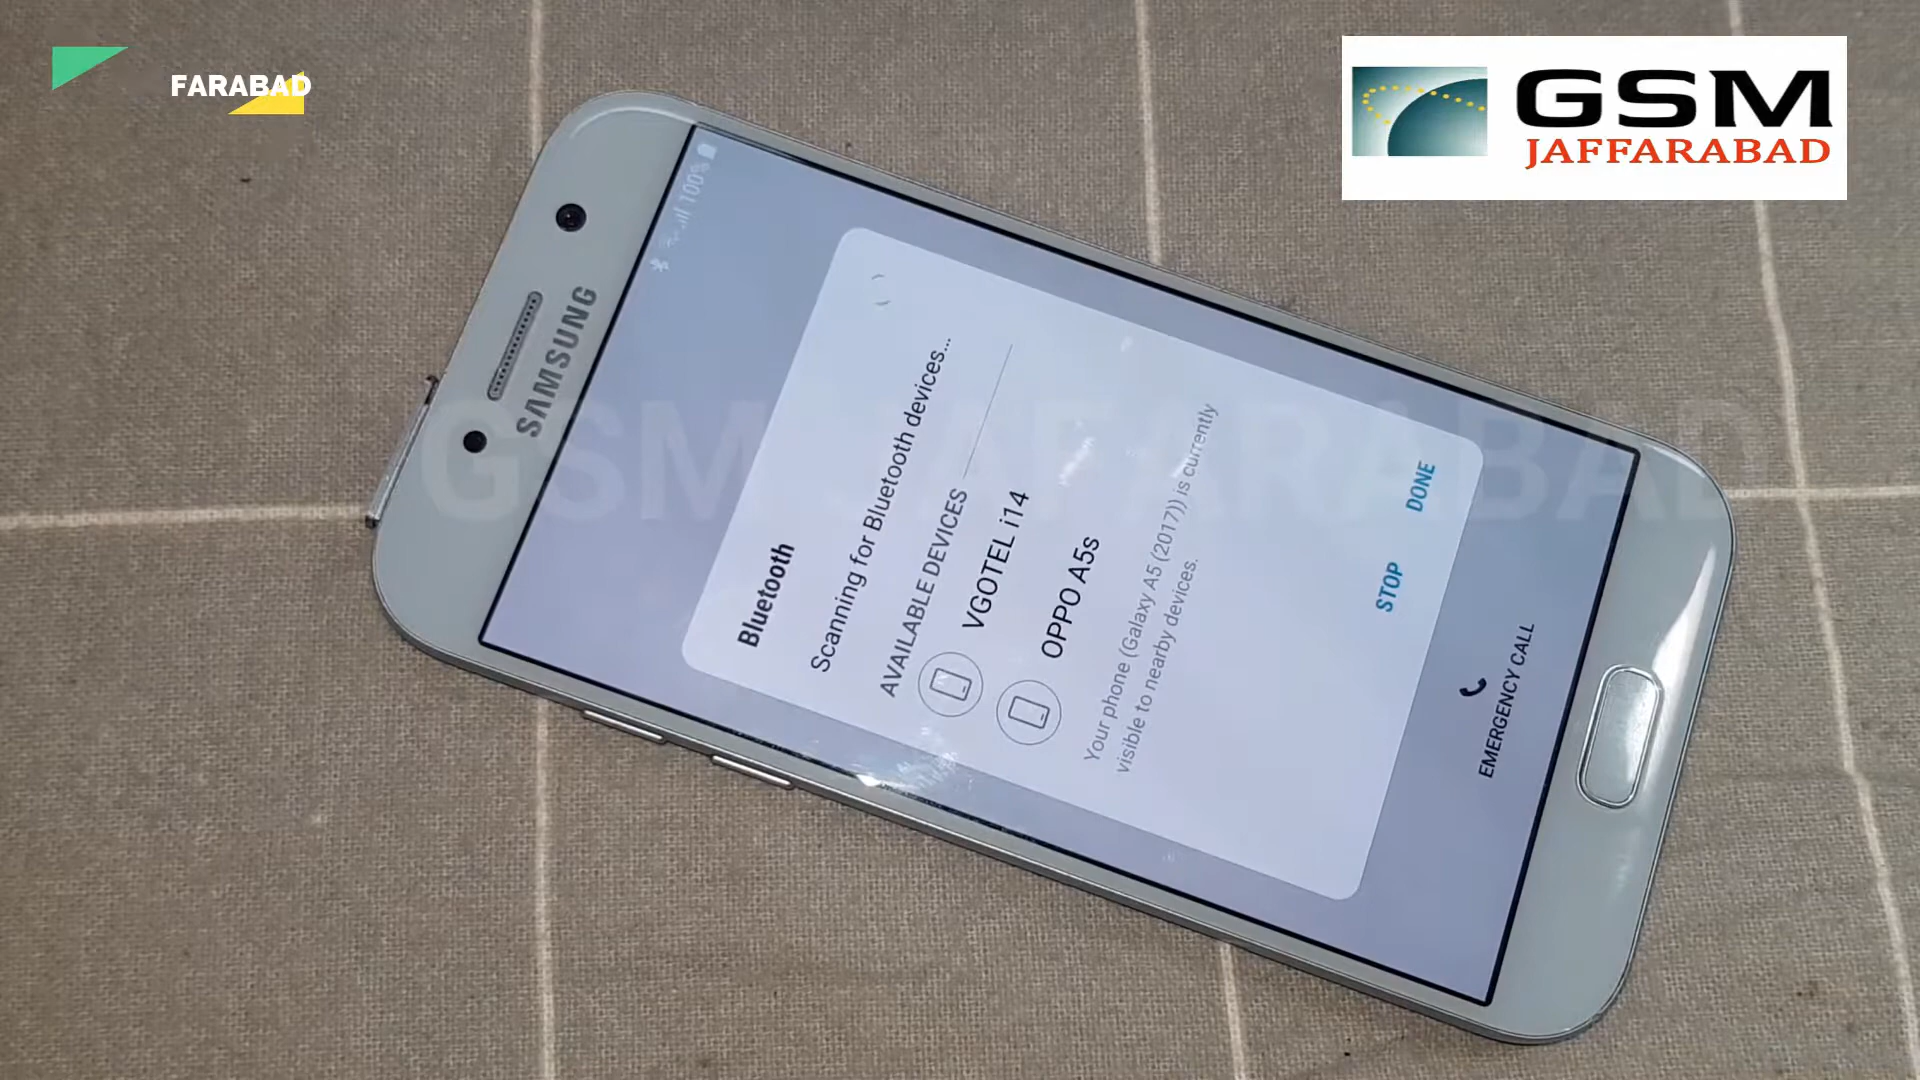 FARABAD
GSM
JAFFARABAD
100%
SAMSUNG
Bluetooth
Scanning for Bluetooth devices...
AVAILABLE DEVICES
VGOTEL i14
OPPO A5s
Your phone (Galaxy A5 (2017)) is currently
visible to nearby devices.
STOP DONE
EMERGENCY CALL
GSM JAFARABAD